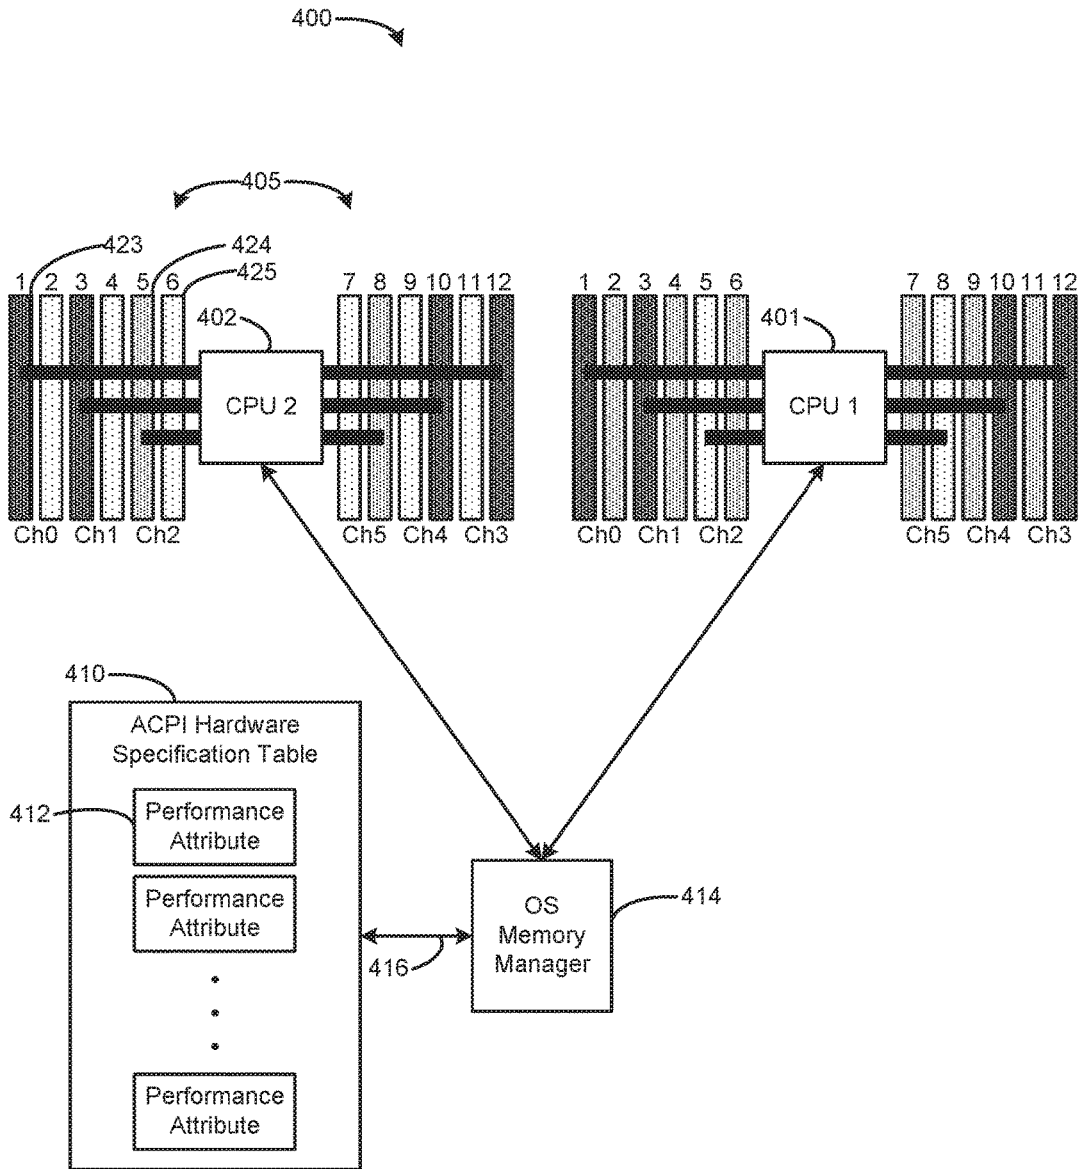 400
405
423 424
1 2 3 4 5 6 425 7 8 9 10 11 12 1 2 3 4 5 6 7 8 9 10 11 12
402 401
CPU 2 CPU 1
Ch0 Ch1 Ch2 Ch5 Ch4 Ch3 Ch0 Ch1 Ch2 Ch5 Ch4 Ch3
410
ACPI Hardware
Specification Table
412
Performance
Attribute
Performance
Attribute
Performance
Attribute
416
OS
Memory
Manager
414